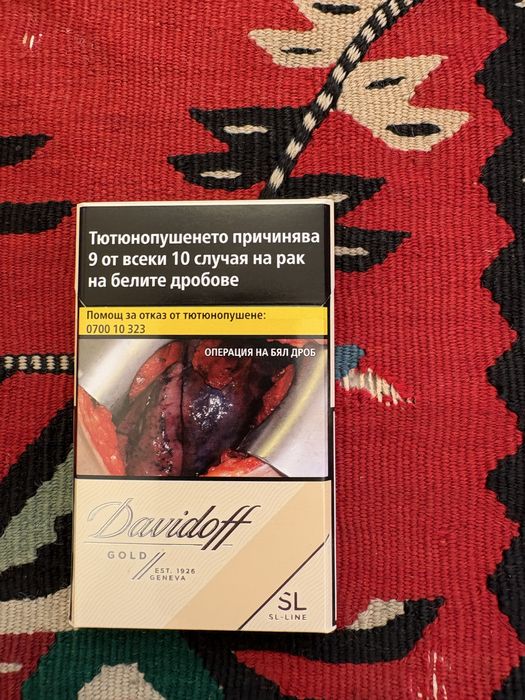 Тютюнопушенето причинява
9 от всеки 10 случая на рак
на белите дробове
Помощ за отказ от тютюнопушене:
0700 10 323
ОПЕРАЦИЯ НА БЯЛ ДРОБ
Davidoff
GOLD
EST. 1926
GENEVA
SL
SL-LINE